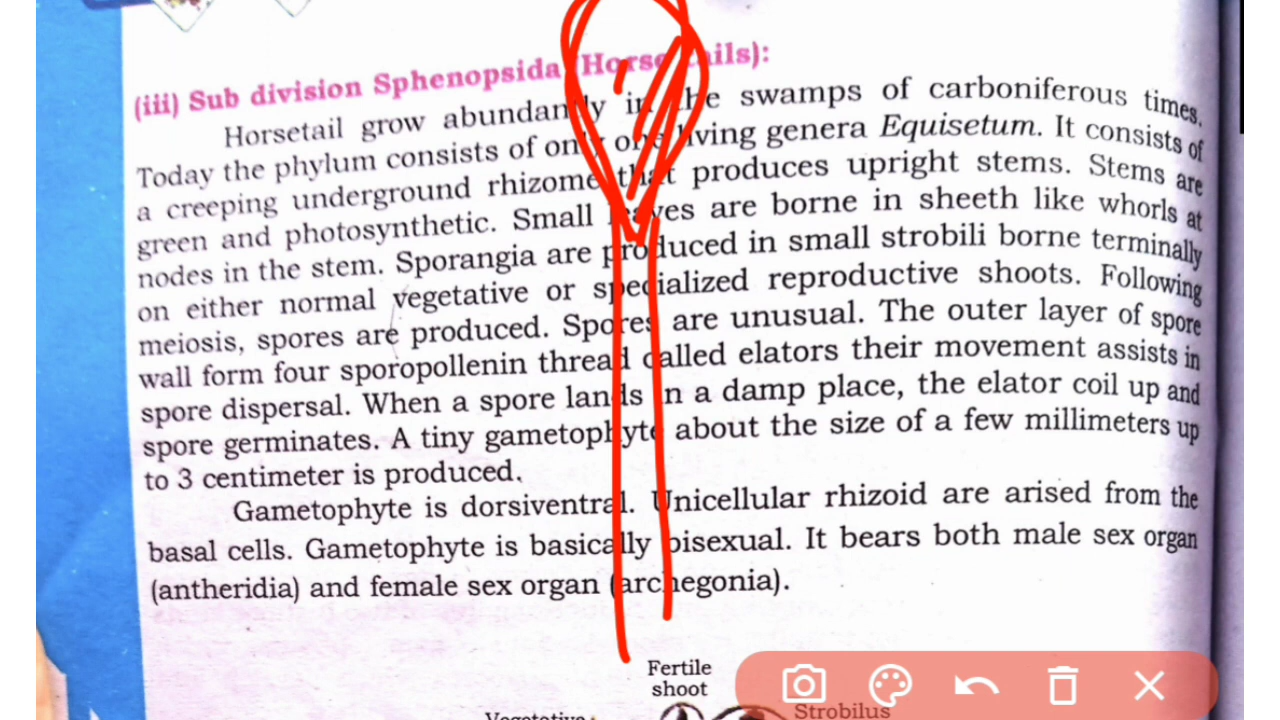 (iii) Sub division Sphenopsida (Horsetails):
Horsetail grow abundantly in the swamps of carboniferous times.
Today the phylum consists of only one living genera Equisetum. It consists of
a creeping underground rhizome that produces upright stems. Stems are
green and photosynthetic. Small leaves are borne in sheeth like whorls at
nodes in the stem. Sporangia are produced in small strobili borne terminally
on either normal vegetative or specialized reproductive shoots. Following
meiosis, spores are produced. Spores are unusual. The outer layer of spore
wall form four sporopollenin thread called elators their movement assists in
spore dispersal. When a spore lands in a damp place, the elator coil up and
spore germinates. A tiny gametophyte about the size of a few millimeters up
to 3 centimeter is produced.
Gametophyte is dorsiventral. Unicellular rhizoid are arised from the
basal cells. Gametophyte is basically bisexual. It bears both male sex organ
(antheridia) and female sex organ (archegonia).
Fertile
shoot
Strobilus
Vegetative